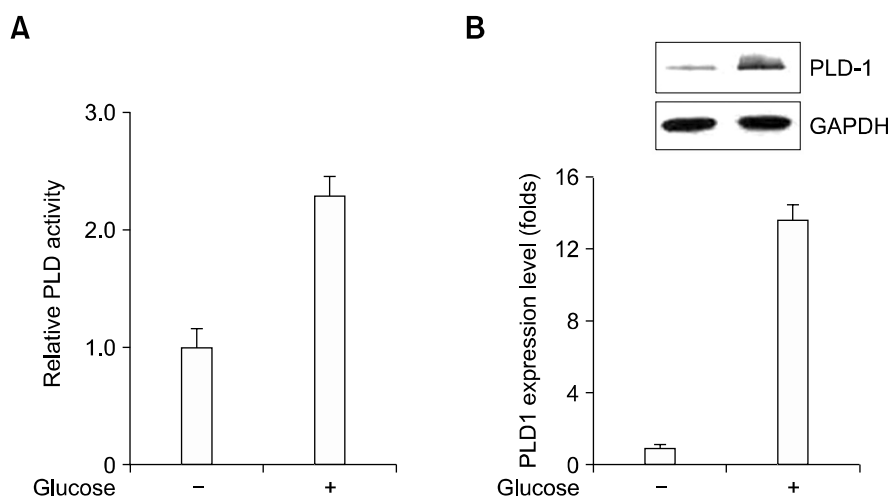 A
Relative PLD activity
3.0
2.0
1.0
0
Glucose − +
B
PLD-1
GAPDH
PLD1 expression level (folds)
16
12
8
4
0
Glucose − +